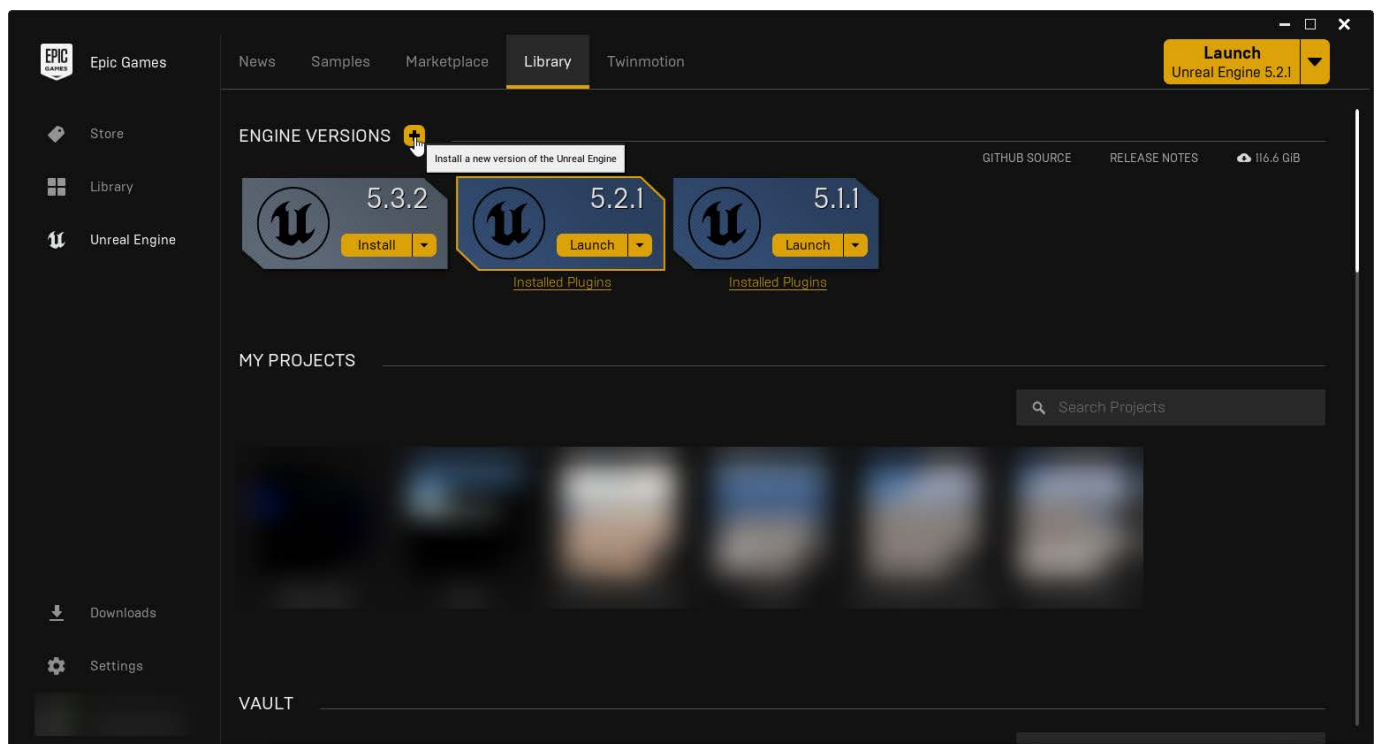 EPIC
GAMES
Epic Games
News
Samples
Marketplace
Library
Twinmotion
Launch
Unreal Engine 5.2.1
Store
Library
Unreal Engine
ENGINE VERSIONS
Install a new version of the Unreal Engine
GITHUB SOURCE
RELEASE NOTES
116.6 GiB
5.3.2
Install
5.2.1
Launch
Installed Plugins
5.1.1
Launch
Installed Plugins
MY PROJECTS
Search Projects
Downloads
Settings
VAULT